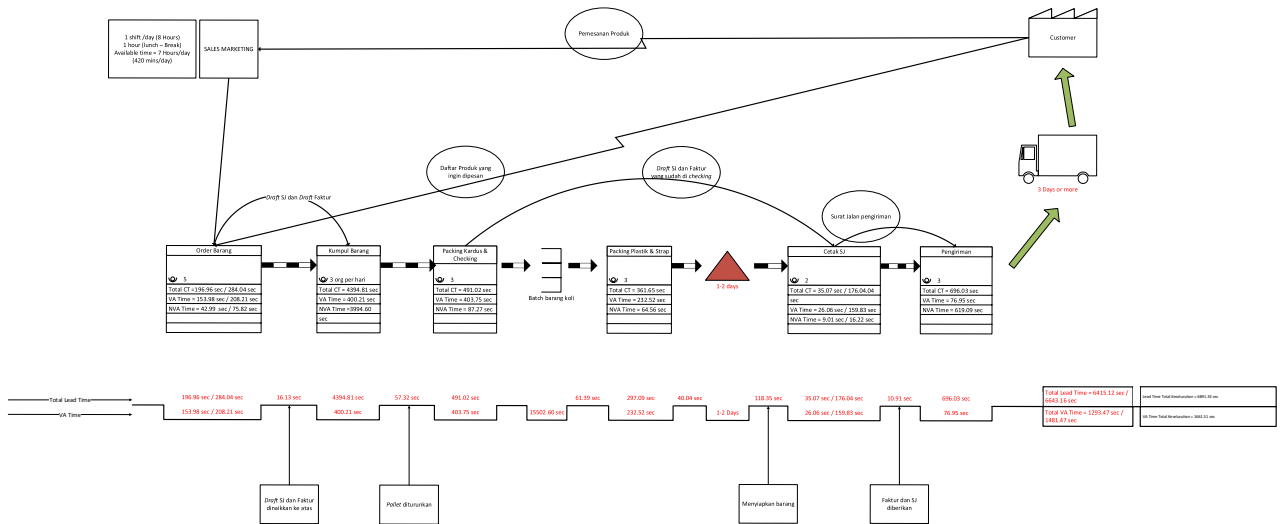 1 shift /day (8 Hours)
1 hour (lunch – Break)
Available time = 7 Hours/day
(420 mins/day)
SALES MARKETING
Pemesanan Produk
Customer
3 Days or more
Daftar Produk yang
ingin dipesan
Draft SJ dan Faktur
yang sudah di checking
Draft SJ dan Draft Faktur
Surat Jalan pengiriman
Order Barang
5
Total CT =196.96 sec / 284.04 sec
VA Time = 153.98 sec / 208.21 sec
NVA Time = 42.99 sec / 75.82 sec
Kumpul Barang
3 org per hari
Total CT = 4394.81 sec
VA Time = 400.21 sec
NVA Time =3994.60
sec
Packing Kardus &
Checking
3
Total CT = 491.02 sec
VA Time = 403.75 sec
NVA Time = 87.27 sec
Batch barang koli
Packing Plastik & Strap
3
Total CT = 361.65 sec
VA Time = 232.52 sec
NVA Time = 64.56 sec
1-2 days
Cetak SJ
2
Total CT = 35.07 sec / 176.04.04
sec
VA Time = 26.06 sec / 159.83 sec
NVA Time = 9.01 sec / 16.22 sec
Pengiriman
3
Total CT = 696.03 sec
VA Time = 76.95 sec
NVA Time = 619.09 sec
Total Lead Time
196.96 sec / 284.04 sec
16.13 sec
4394.81 sec
57.32 sec
491.02 sec
61.39 sec
297.09 sec
40.04 sec
118.35 sec
35.07 sec / 176.04 sec
10.91 sec
696.03 sec
VA Time
153.98 sec / 208.21 sec
400.21 sec
403.75 sec
15502.60 sec
232.52 sec
1-2 Days
26.06 sec / 159.83 sec
76.95 sec
Total Lead Time = 6415.12 sec /
6643.16 sec
Total VA Time = 1293.47 sec /
1481.47 sec
Lead Time Total Keseluruhan =
VA Time Total Keseluruhan =
Draft SJ dan Faktur
dinaikkan ke atas
Pallet diturunkan
Menyiapkan barang
Faktur dan SJ
diberikan